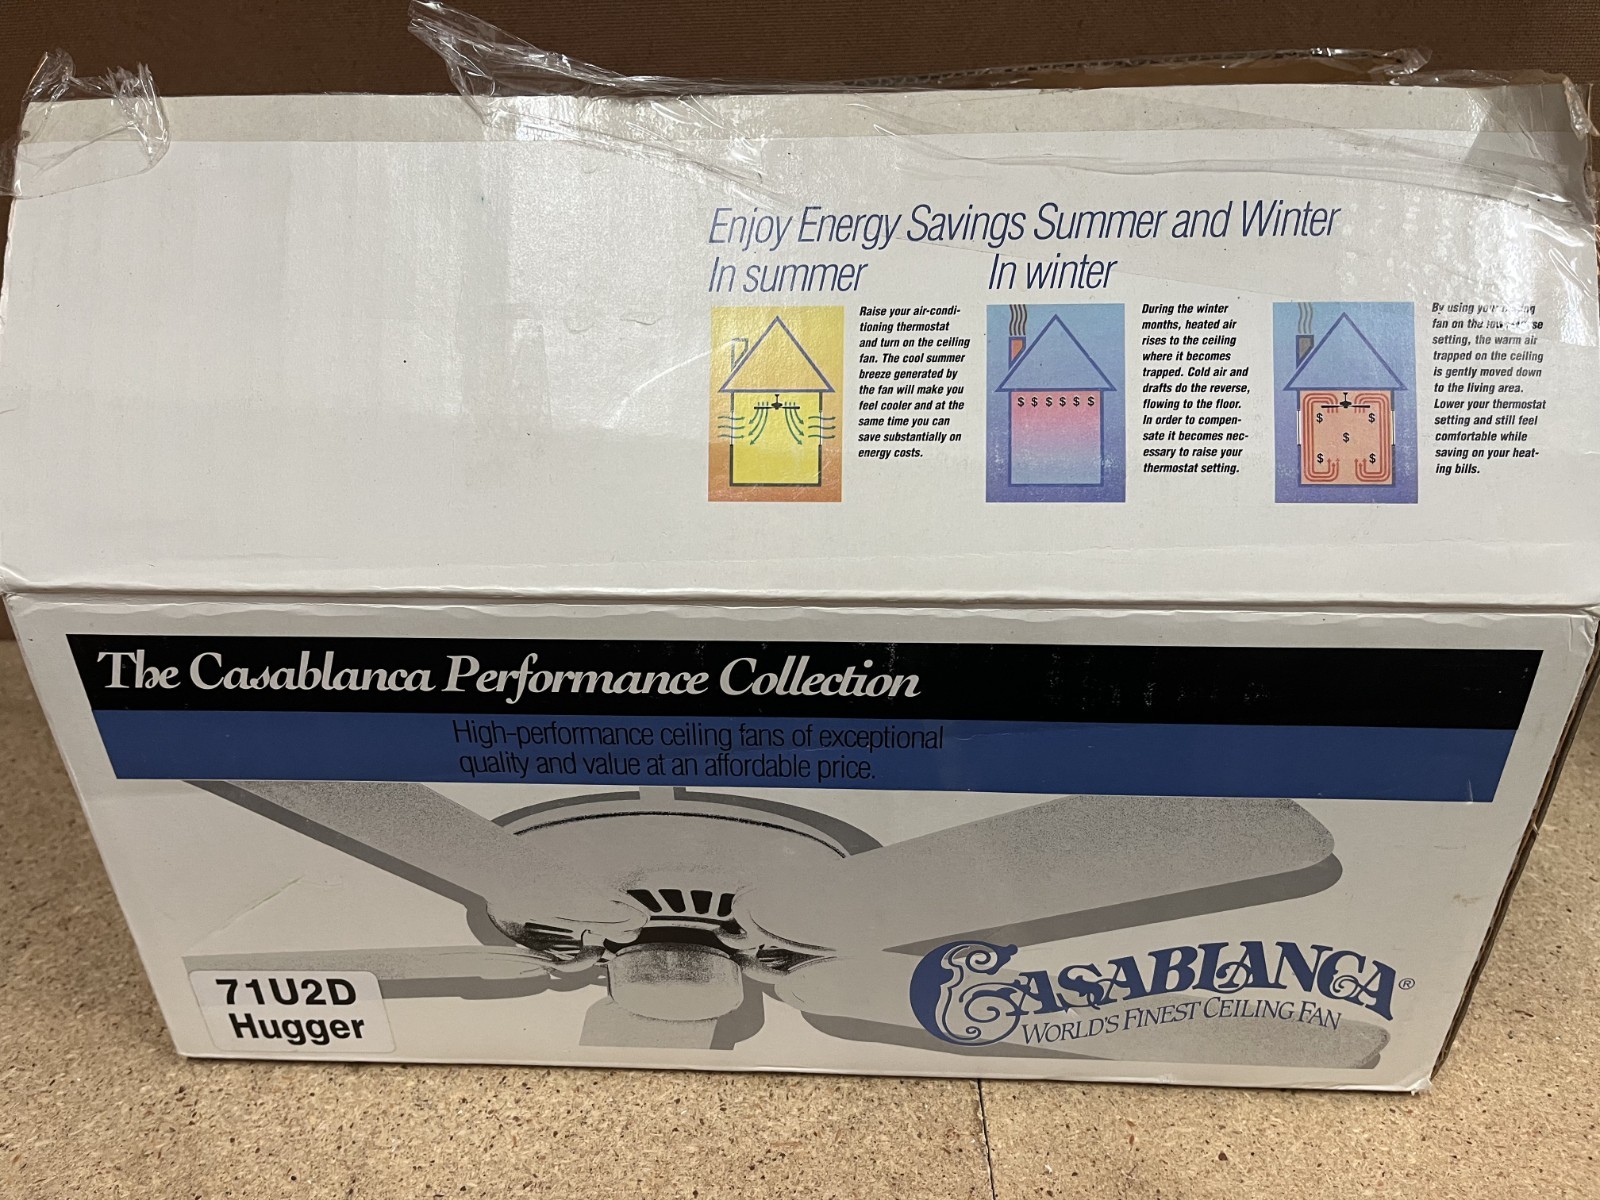 Enjoy Energy Savings Summer and Winter
In summer
Raise your air-condi-
tioning thermostat
and turn on the ceiling
fan. The cool summer
breeze generated by
the fan will make you
feel cooler and at the
same time you can
save substantially on
energy costs.
In winter
$ $ $ $ $ $
During the winter
months, heated air
rises to the ceiling
where it becomes
trapped. Cold air and
drafts do the reverse,
flowing to the floor.
In order to compen-
sate it becomes nec-
essary to raise your
thermostat setting.
$ $
$
$ $
By using your
fan on the
setting, the warm air
trapped on the ceiling
is gently moved down
to the living area.
Lower your thermostat
setting and still feel
comfortable while
saving on your heat-
ing bills.
The Casablanca Performance Collection
High-performance ceiling fans of exceptional
quality and value at an affordable price.
71U2D
Hugger
CASABLANCA®
WORLD'S FINEST CEILING FAN